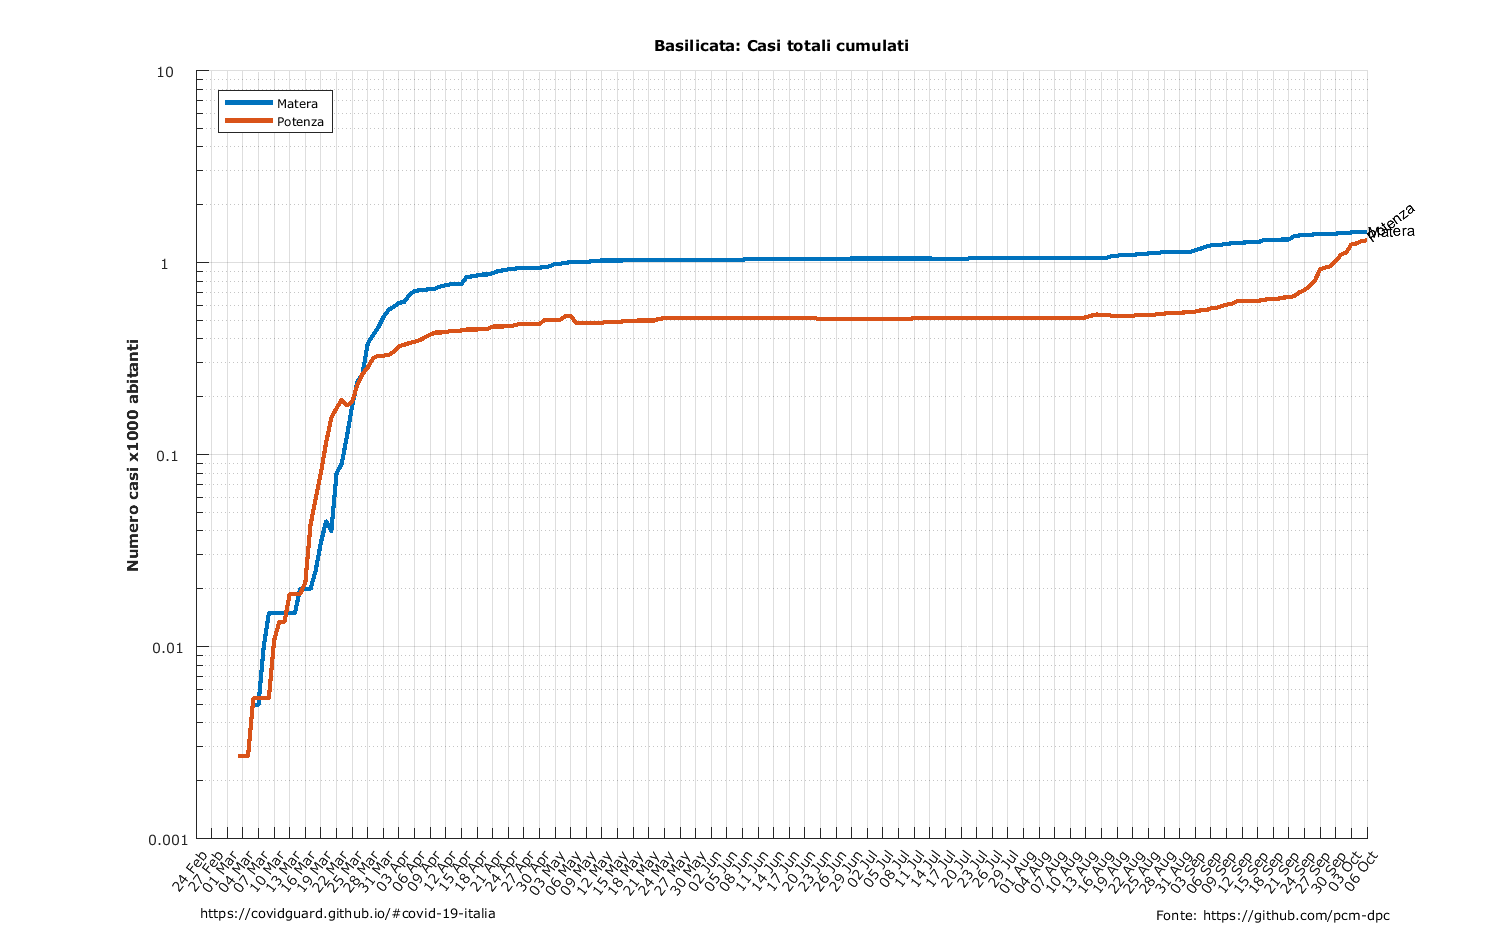 Basilicata: Casi totali cumulati
10
1
0.1
0.01
0.001
Numero casi x1000 abitanti
Matera
Potenza
Potenza
Matera
24 Feb
27 Feb
01 Mar
04 Mar
07 Mar
10 Mar
13 Mar
16 Mar
19 Mar
22 Mar
25 Mar
28 Mar
31 Mar
03 Apr
06 Apr
09 Apr
12 Apr
15 Apr
18 Apr
21 Apr
24 Apr
27 Apr
30 Apr
03 May
06 May
09 May
12 May
15 May
18 May
21 May
24 May
27 May
30 May
02 Jun
05 Jun
08 Jun
11 Jun
14 Jun
17 Jun
20 Jun
23 Jun
26 Jun
29 Jun
02 Jul
05 Jul
08 Jul
11 Jul
14 Jul
17 Jul
20 Jul
23 Jul
26 Jul
29 Jul
01 Aug
04 Aug
07 Aug
10 Aug
13 Aug
16 Aug
19 Aug
22 Aug
25 Aug
28 Aug
31 Aug
03 Sep
06 Sep
09 Sep
12 Sep
15 Sep
18 Sep
21 Sep
24 Sep
27 Sep
30 Sep
03 Oct
06 Oct
https://covidguard.github.io/#covid-19-italia
Fonte: https://github.com/pcm-dpc